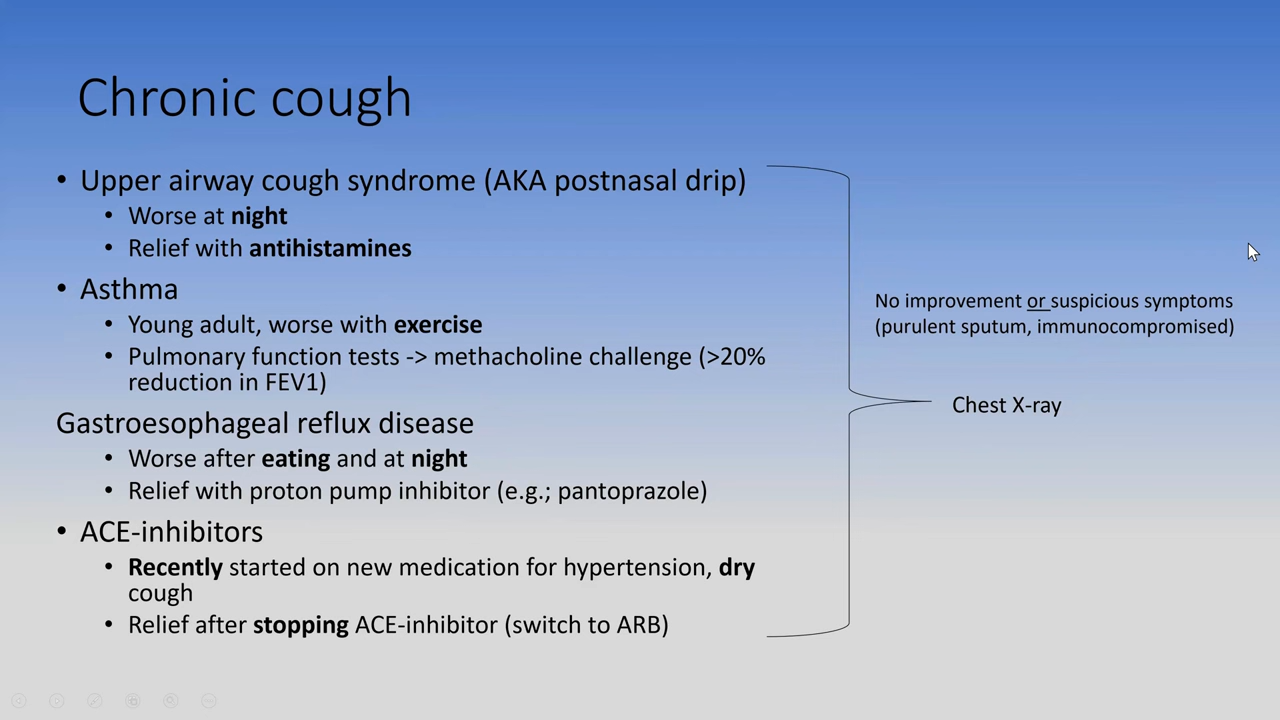 Chronic cough
• Upper airway cough syndrome (AKA postnasal drip)
• Worse at night
• Relief with antihistamines
• Asthma
• Young adult, worse with exercise
• Pulmonary function tests -> methacholine challenge (>20%
reduction in FEV1)
Gastroesophageal reflux disease
• Worse after eating and at night
• Relief with proton pump inhibitor (e.g.; pantoprazole)
• ACE-inhibitors
• Recently started on new medication for hypertension, dry
cough
• Relief after stopping ACE-inhibitor (switch to ARB)
No improvement or suspicious symptoms
(purulent sputum, immunocompromised)
Chest X-ray